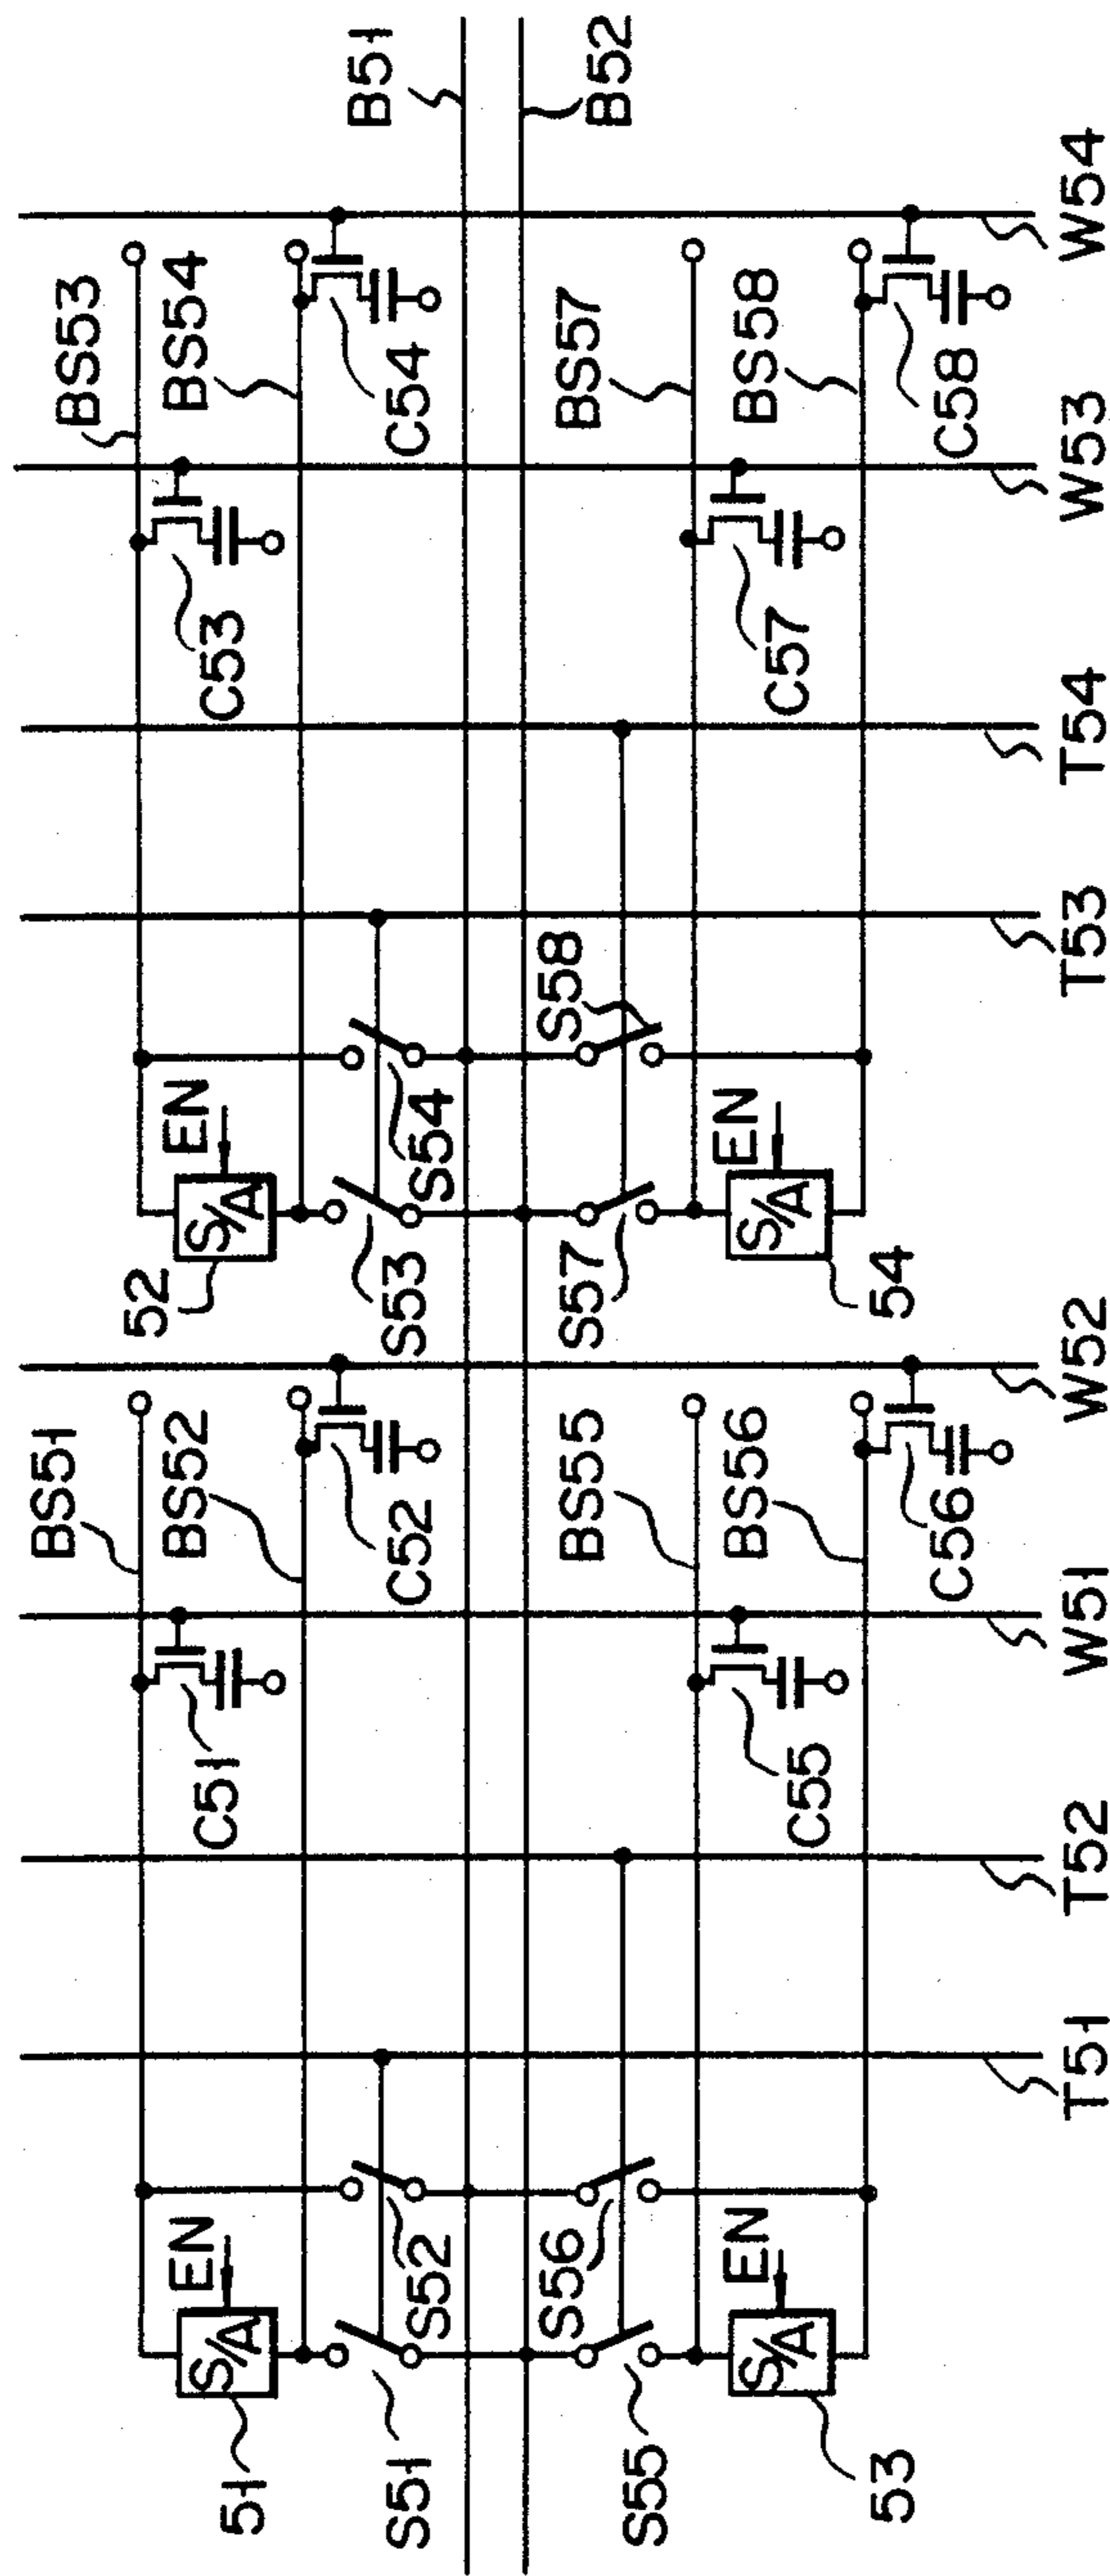 B51
B52
BS53
BS54
C54
W54
BS57
BS58
C58
W53
C53
C57
T54
T53
EN
S/A
52
S54
S53
S58
EN
S/A
S57
54
W52
BS51
BS52
C52
BS55
BS56
C56
W51
C51
C55
T52
T51
EN
S/A
51
S52
S51
S56
EN
S/A
S55
53